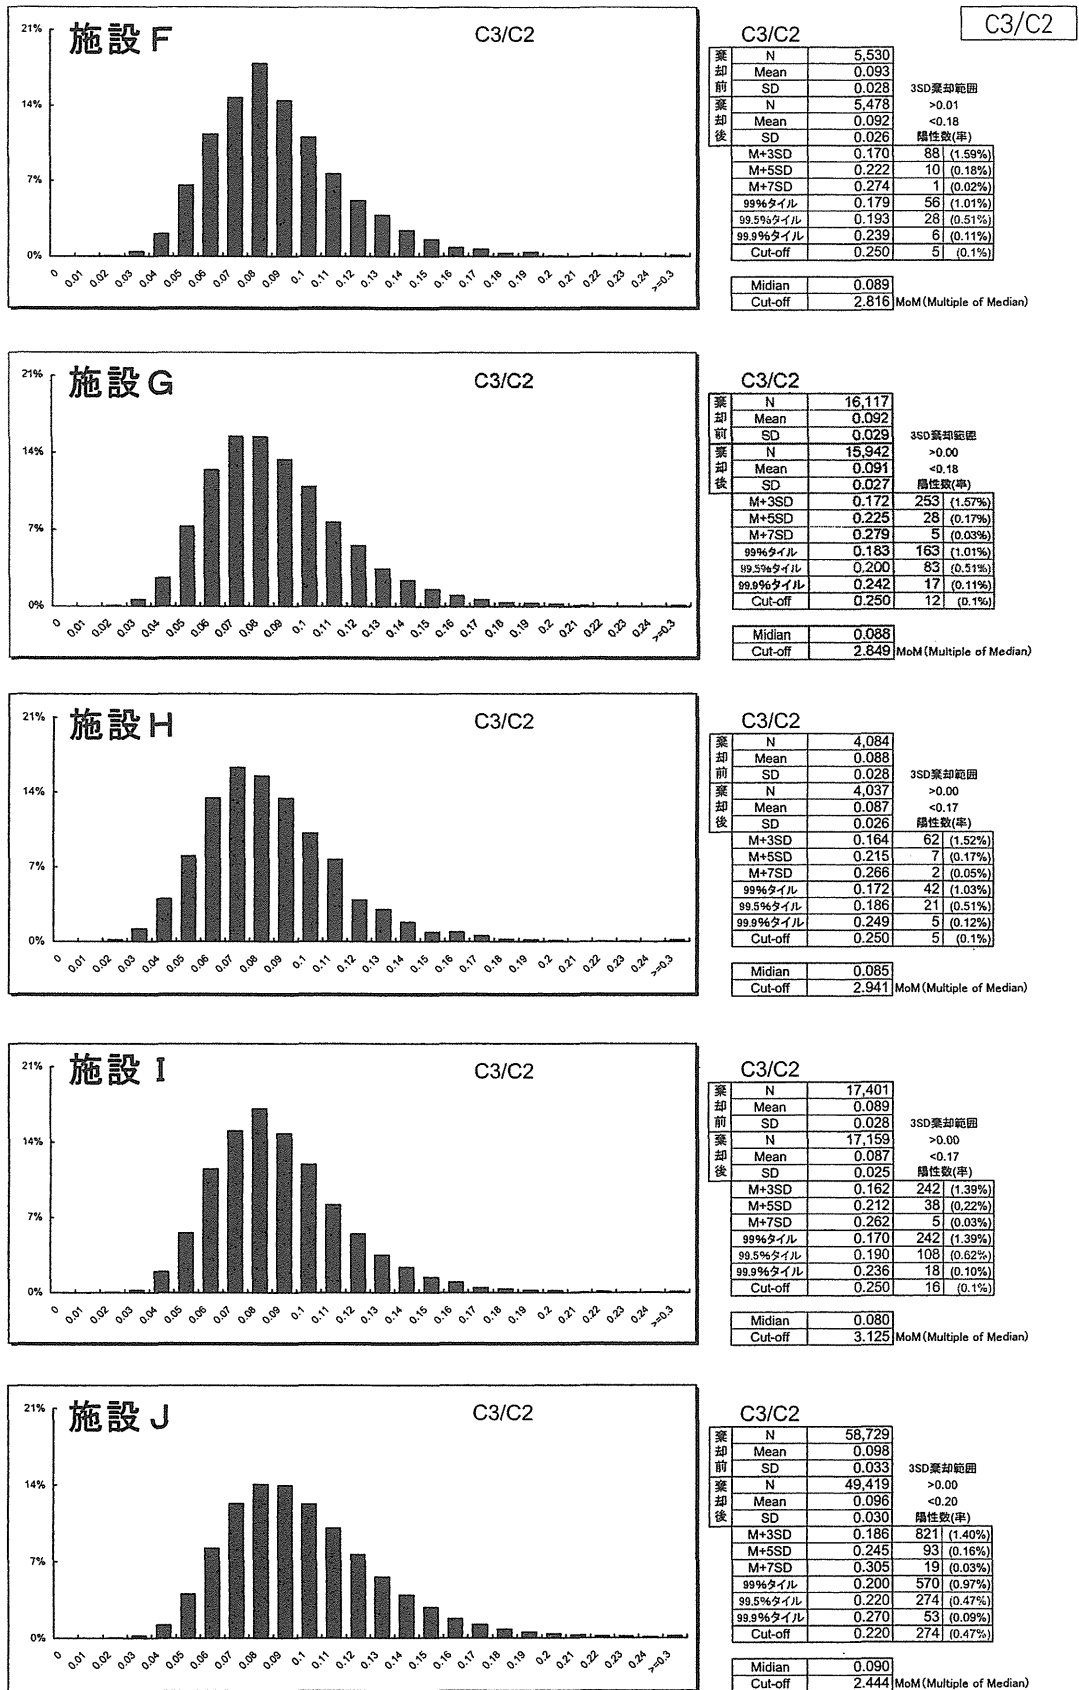 C3/C2
施設F C3/C2
21%
14%
7%
0%
0 0.01 0.02 0.03 0.04 0.05 0.06 0.07 0.08 0.09 0.1 0.11 0.12 0.13 0.14 0.15 0.16 0.17 0.18 0.19 0.2 0.21 0.22 0.23 0.24 >=0.3
C3/C2
棄却前 N 5,530
Mean 0.093
SD 0.028 3SD棄却範囲
棄却後 N 5,478 >0.01
Mean 0.092 <0.18
SD 0.026 陽性数(率)
M+3SD 0.170 88 (1.59%)
M+5SD 0.222 10 (0.18%)
M+7SD 0.274 1 (0.02%)
99%タイル 0.179 56 (1.01%)
99.5%タイル 0.193 28 (0.51%)
99.9%タイル 0.239 6 (0.11%)
Cut-off 0.250 5 (0.1%)
Midian 0.089
Cut-off 2.816 MoM(Multiple of Median)
施設G C3/C2
21%
14%
7%
0%
0 0.01 0.02 0.03 0.04 0.05 0.06 0.07 0.08 0.09 0.1 0.11 0.12 0.13 0.14 0.15 0.16 0.17 0.18 0.19 0.2 0.21 0.22 0.23 0.24 >=0.3
C3/C2
棄却前 N 16,117
Mean 0.092
SD 0.029 3SD棄却範囲
棄却後 N 15,942 >0.00
Mean 0.091 <0.18
SD 0.027 陽性数(率)
M+3SD 0.172 253 (1.57%)
M+5SD 0.225 28 (0.17%)
M+7SD 0.279 5 (0.03%)
99%タイル 0.183 163 (1.01%)
99.5%タイル 0.200 83 (0.51%)
99.9%タイル 0.242 17 (0.11%)
Cut-off 0.250 12 (0.1%)
Midian 0.088
Cut-off 2.849 MoM(Multiple of Median)
施設H C3/C2
21%
14%
7%
0%
0 0.01 0.02 0.03 0.04 0.05 0.06 0.07 0.08 0.09 0.1 0.11 0.12 0.13 0.14 0.15 0.16 0.17 0.18 0.19 0.2 0.21 0.22 0.23 0.24 >=0.3
C3/C2
棄却前 N 4,084
Mean 0.088
SD 0.028 3SD棄却範囲
棄却後 N 4,037 >0.00
Mean 0.087 <0.17
SD 0.026 陽性数(率)
M+3SD 0.164 62 (1.52%)
M+5SD 0.215 7 (0.17%)
M+7SD 0.266 2 (0.05%)
99%タイル 0.172 42 (1.03%)
99.5%タイル 0.186 21 (0.51%)
99.9%タイル 0.249 5 (0.12%)
Cut-off 0.250 5 (0.1%)
Midian 0.085
Cut-off 2.941 MoM(Multiple of Median)
施設I C3/C2
21%
14%
7%
0%
0 0.01 0.02 0.03 0.04 0.05 0.06 0.07 0.08 0.09 0.1 0.11 0.12 0.13 0.14 0.15 0.16 0.17 0.18 0.19 0.2 0.21 0.22 0.23 0.24 >=0.3
C3/C2
棄却前 N 17,401
Mean 0.089
SD 0.028 3SD棄却範囲
棄却後 N 17,159 >0.00
Mean 0.087 <0.17
SD 0.025 陽性数(率)
M+3SD 0.162 242 (1.39%)
M+5SD 0.212 38 (0.22%)
M+7SD 0.262 5 (0.03%)
99%タイル 0.170 242 (1.39%)
99.5%タイル 0.190 108 (0.62%)
99.9%タイル 0.236 18 (0.10%)
Cut-off 0.250 16 (0.1%)
Midian 0.080
Cut-off 3.125 MoM(Multiple of Median)
施設J C3/C2
21%
14%
7%
0%
0 0.01 0.02 0.03 0.04 0.05 0.06 0.07 0.08 0.09 0.1 0.11 0.12 0.13 0.14 0.15 0.16 0.17 0.18 0.19 0.2 0.21 0.22 0.23 0.24 >=0.3
C3/C2
棄却前 N 58,729
Mean 0.098
SD 0.033 3SD棄却範囲
棄却後 N 49,419 >0.00
Mean 0.096 <0.20
SD 0.030 陽性数(率)
M+3SD 0.186 821 (1.40%)
M+5SD 0.245 93 (0.16%)
M+7SD 0.305 19 (0.03%)
99%タイル 0.200 570 (0.97%)
99.5%タイル 0.220 274 (0.47%)
99.9%タイル 0.270 53 (0.09%)
Cut-off 0.220 274 (0.47%)
Midian 0.090
Cut-off 2.444 MoM(Multiple of Median)